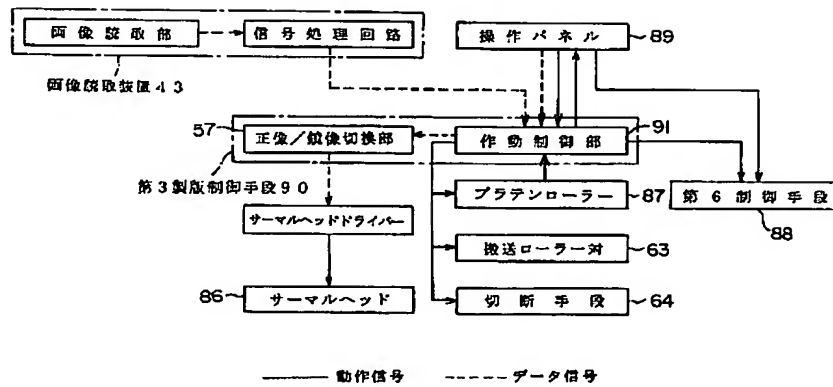 画像読取部
信号処理回路
操作パネル
89
画像読取装置43
57
正像/鏡像切換部
作動制御部
91
第3製版制御手段90
プラテンローラー
87
第6制御手段
88
サーマルヘッドドライバー
搬送ローラー対
63
86
サーマルヘッド
切断手段
64
動作信号
データ信号